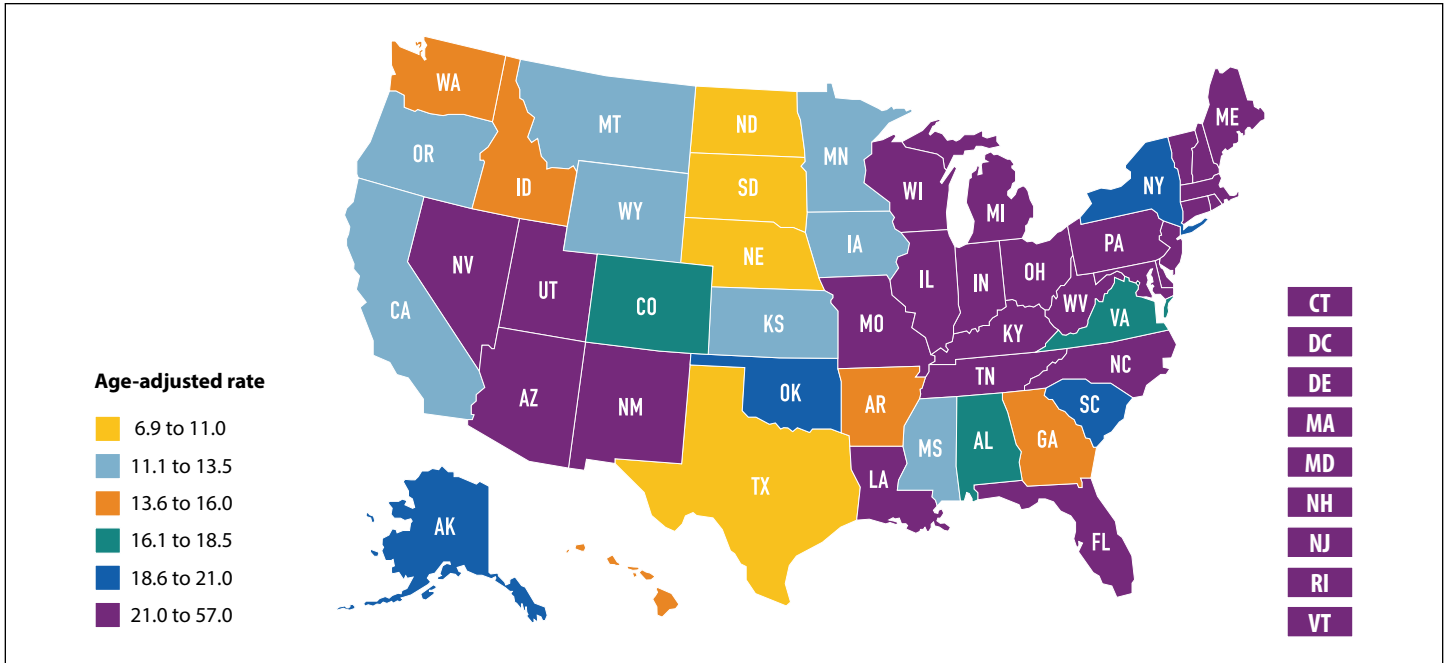 WA
MT
ND
MN
ME
OR
ID
SD
WI
NY
WY
MI
IA
PA
NE
NV
UT
IL
IN
OH
CO
WV
CA
KS
MO
VA
KY
NC
TN
AZ
NM
OK
AR
SC
MS
AL
GA
LA
TX
AK
FL
Age-adjusted rate
6.9 to 11.0
11.1 to 13.5
13.6 to 16.0
16.1 to 18.5
18.6 to 21.0
21.0 to 57.0
CT
DC
DE
MA
MD
NH
NJ
RI
VT